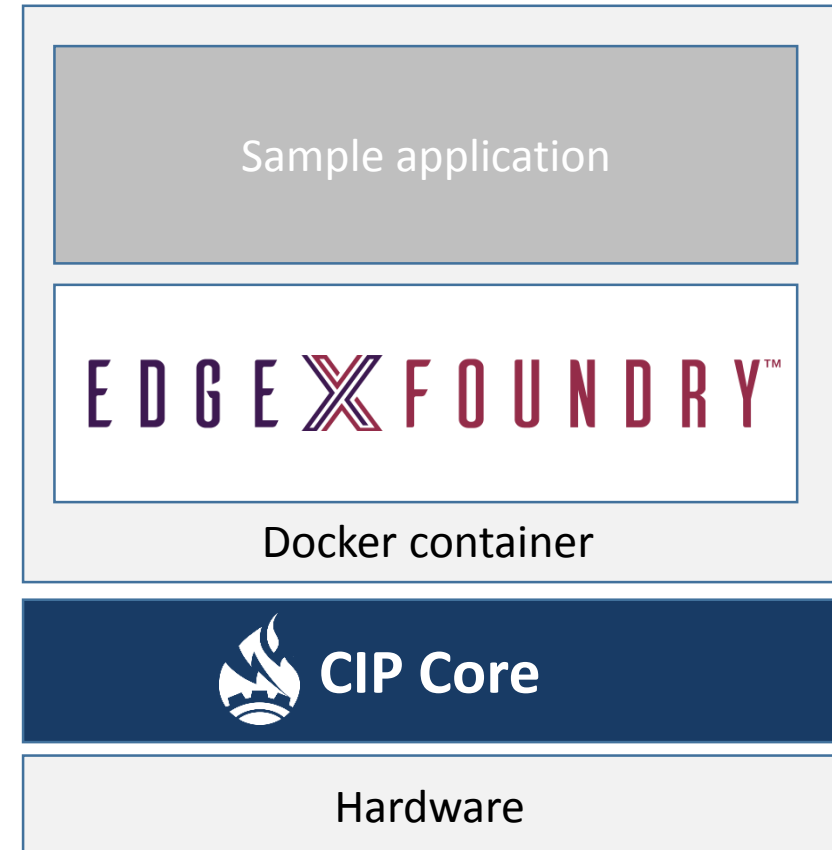 Sample application
EDGEXFOUNDRY™
Docker container
CIP Core
Hardware